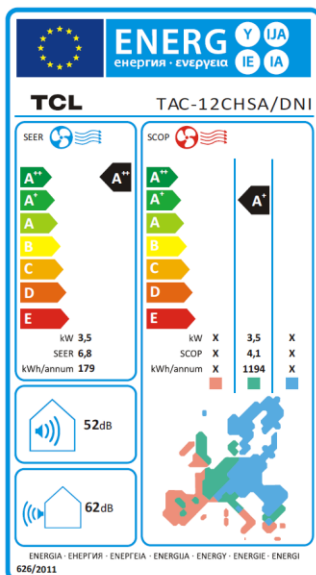 ENERG Y IJA
енергия · ενεργεια IE IA
TCL TAC-12CHSA/DNI
SEER SCOP
A++ A++ A++
A+ A+ A+
A A
B B
C C
D D
E E
kW 3,5 kW X 3,5 X
SEER 6,8 SCOP X 4,1 X
kWh/annum 179 kWh/annum X 1194 X
52dB
62dB
ENERGIA · ЕНЕРГИЯ · ΕΝΕΡΓΕΙΑ · ENERGIJA · ENERGY · ENERGIE · ENERGI
626/2011